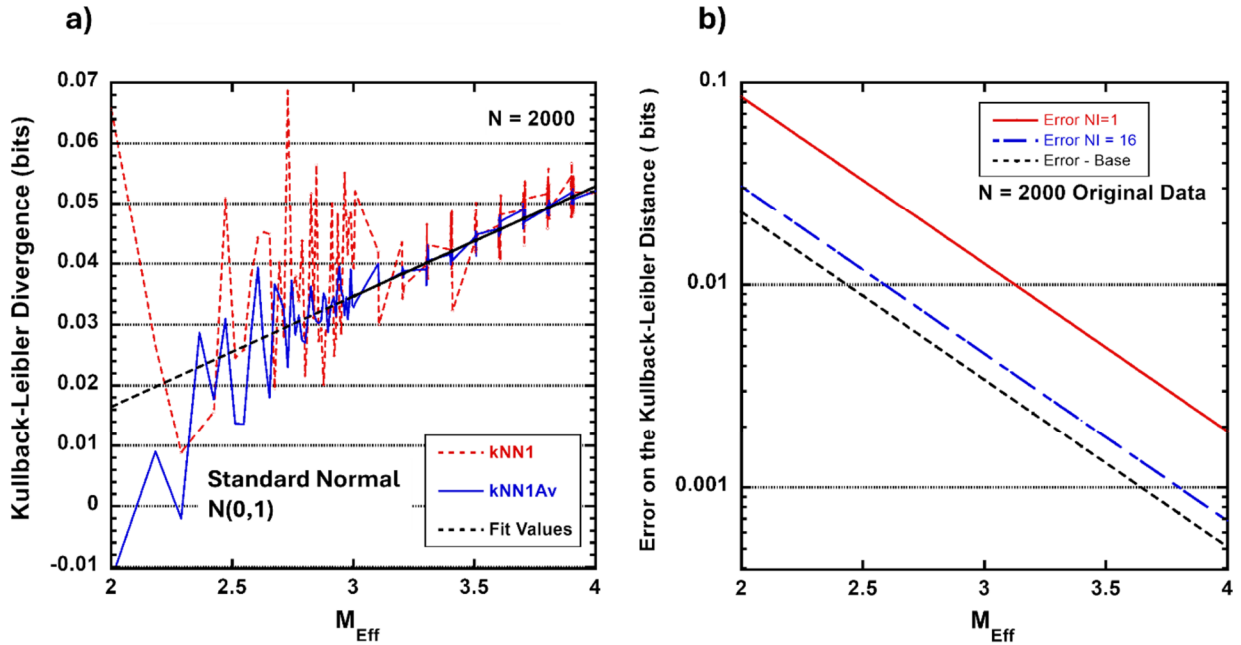 a)
Kullback-Leibler Divergence (bits)
0.07
0.06
0.05
0.04
0.03
0.02
0.01
0
-0.01
N = 2000
Standard Normal
N(0,1)
kNN1
kNN1Av
Fit Values
2
2.5
3
3.5
4
M_Eff
b)
Error on the Kullback-Leibler Distance ( bits)
0.1
0.01
0.001
Error NI=1
Error NI = 16
Error - Base
N = 2000 Original Data
2
2.5
3
3.5
4
M_Eff